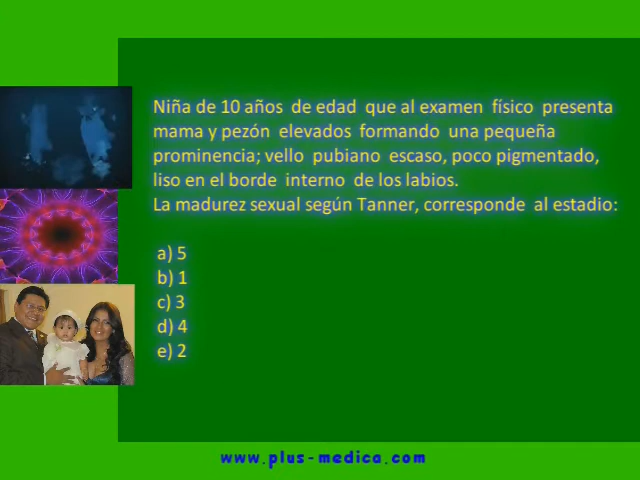 Niña de 10 años de edad que al examen físico presenta
mama y pezón elevados formando una pequeña
prominencia; vello pubiano escaso, poco pigmentado,
liso en el borde interno de los labios.
La madurez sexual según Tanner, corresponde al estadio:
a) 5
b) 1
c) 3
d) 4
e) 2
www.plus-medica.com